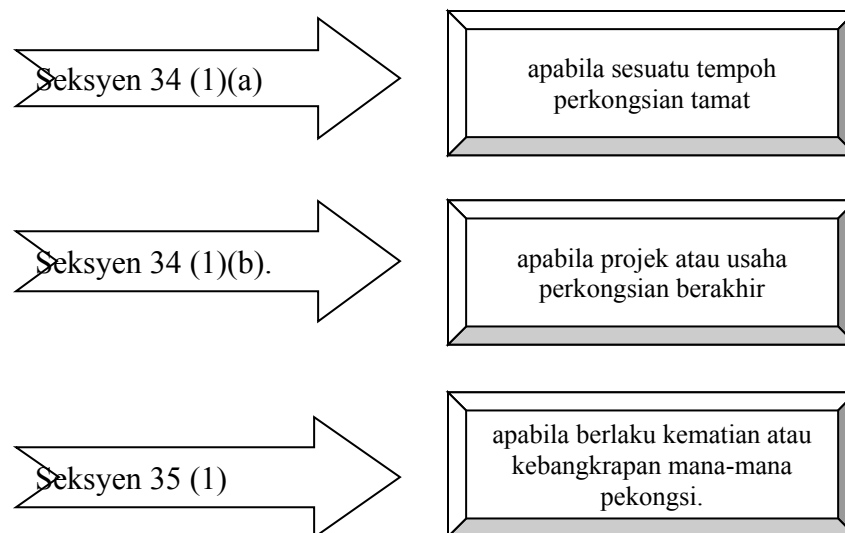 Seksyen 34 (1)(a)
apabila sesuatu tempoh
perkongsian tamat
Seksyen 34 (1)(b).
apabila projek atau usaha
perkongsian berakhir
Seksyen 35 (1)
apabila berlaku kematian atau
kebangkrapan mana-mana
pekongsi.